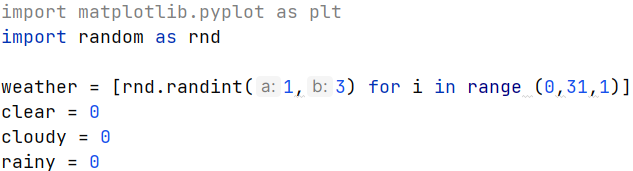 import matplotlib.pyplot as plt
import random as rnd
weather = [rnd.randint( a: 1, b: 3) for i in range (0,31,1)]
clear = 0
cloudy = 0
rainy = 0